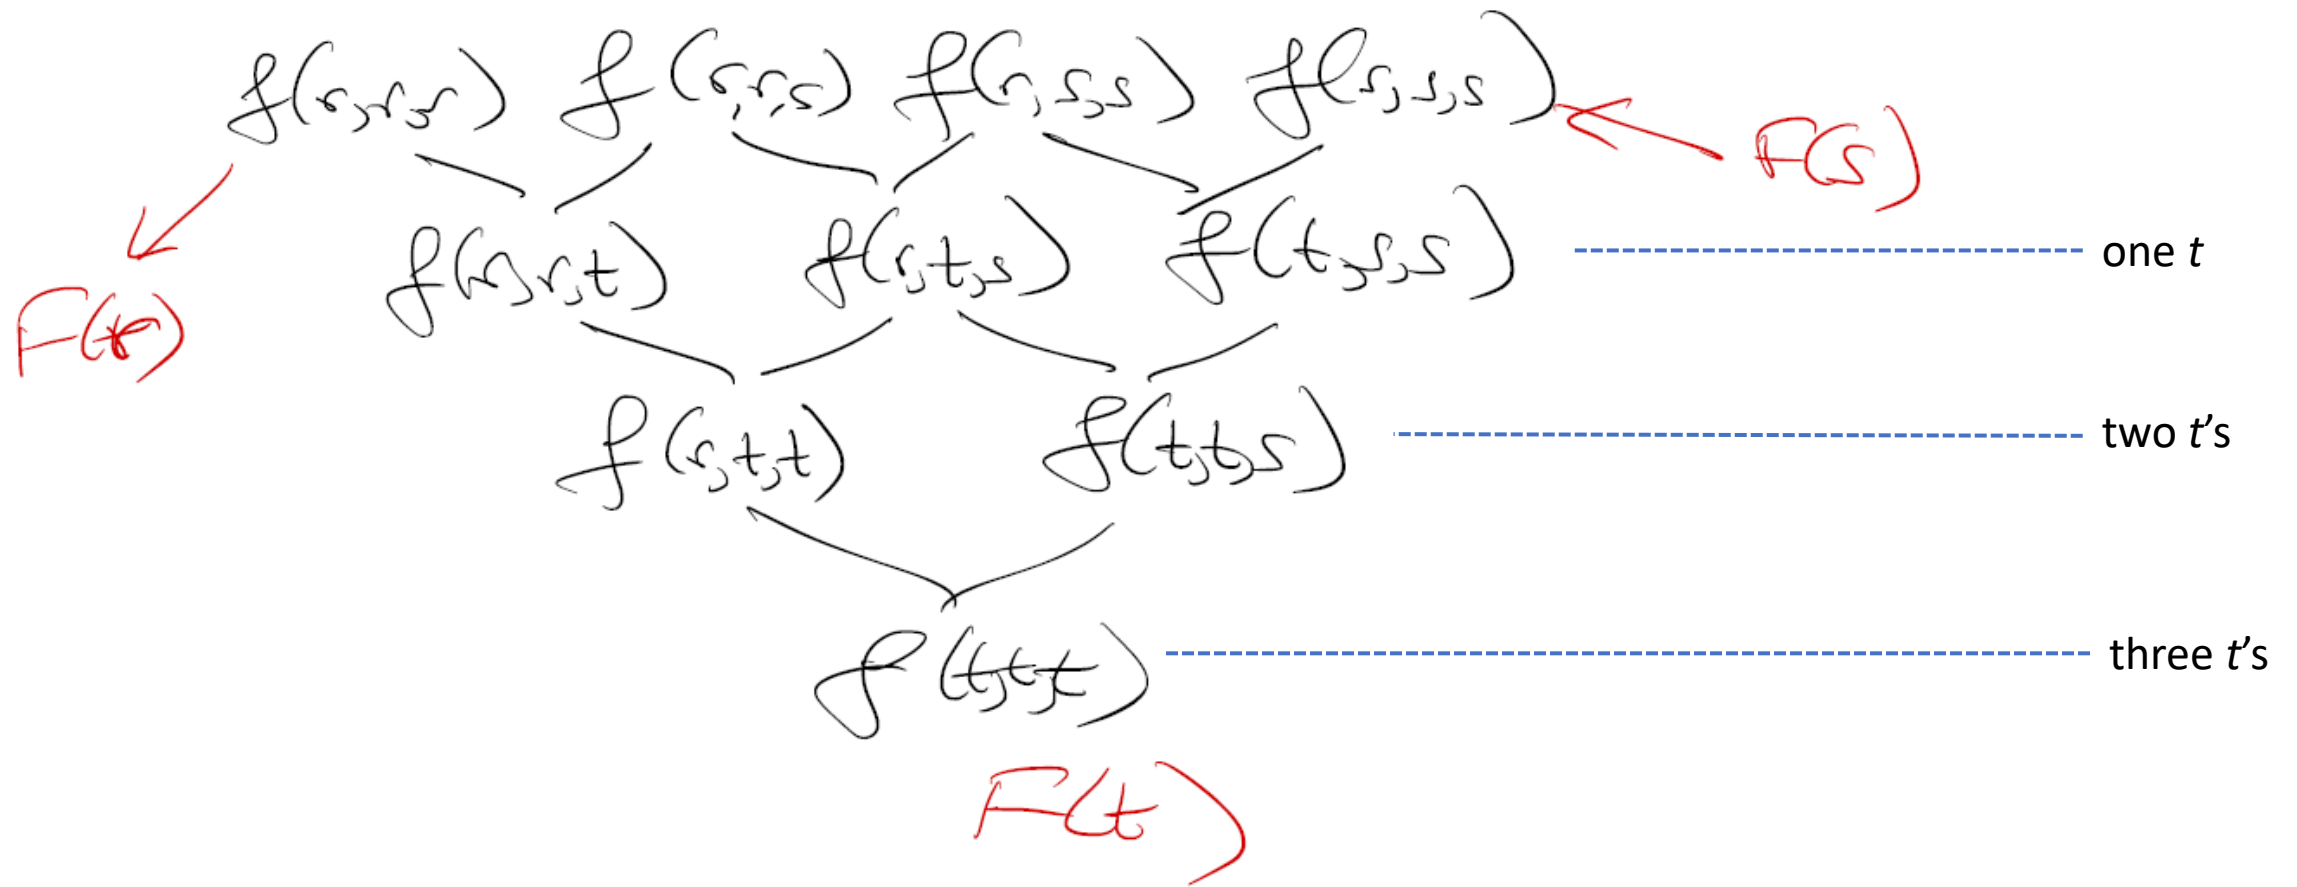 f(r,r,r) f(r,r,s) f(r,s,s) f(s,s,s)
F(s)
f(r,r,t) f(r,t,s) f(t,s,s) one t
F(r)
f(r,t,t) f(t,t,s) two t's
f(t,t,t) three t's
F(t)